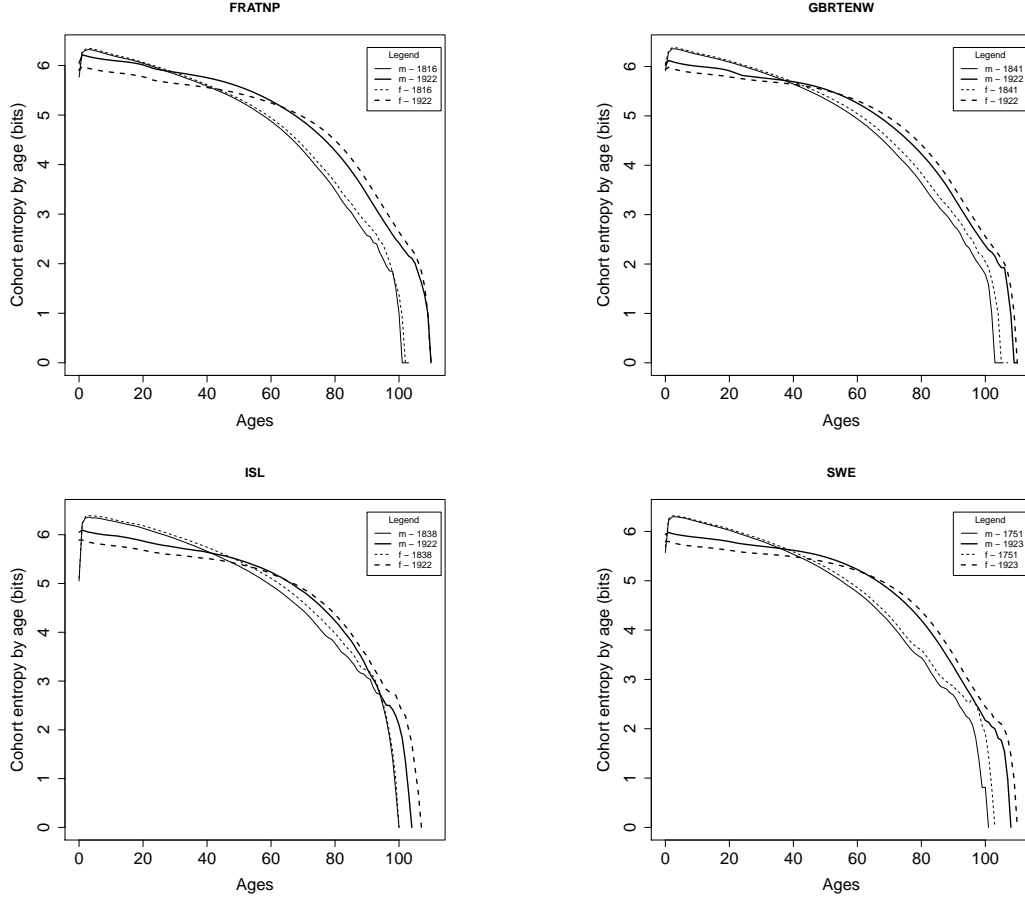 FRATNP
Cohort entropy by age (bits)
6
5
4
3
2
1
0
0 20 40 60 80 100
Ages
Legend
m − 1816
m − 1922
f − 1816
f − 1922
GBRTENW
Cohort entropy by age (bits)
6
5
4
3
2
1
0
0 20 40 60 80 100
Ages
Legend
m − 1841
m − 1922
f − 1841
f − 1922
ISL
Cohort entropy by age (bits)
6
5
4
3
2
1
0
0 20 40 60 80 100
Ages
Legend
m − 1838
m − 1922
f − 1838
f − 1922
SWE
Cohort entropy by age (bits)
6
5
4
3
2
1
0
0 20 40 60 80 100
Ages
Legend
m − 1751
m − 1923
f − 1751
f − 1923